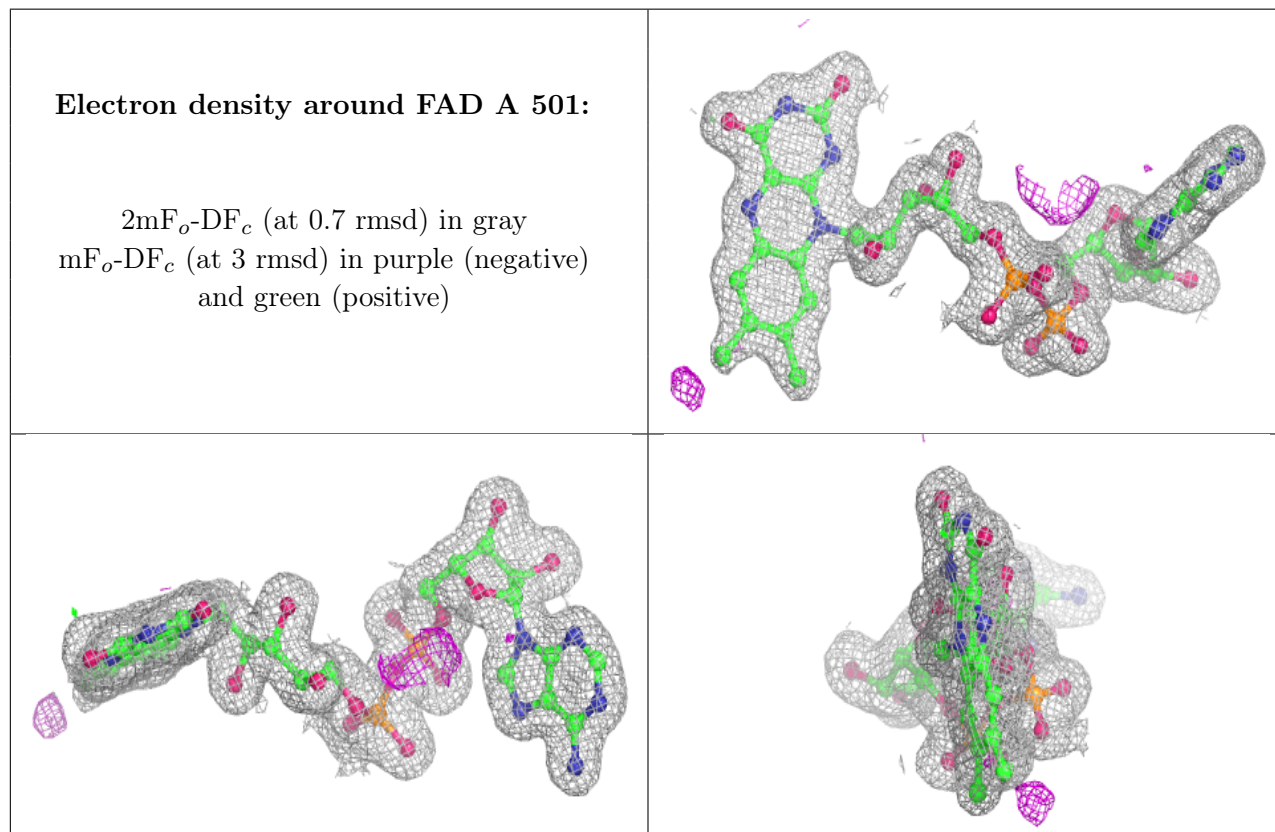 Electron density around FAD A 501:
2mFo-DFc (at 0.7 rmsd) in gray
mFo-DFc (at 3 rmsd) in purple (negative)
and green (positive)